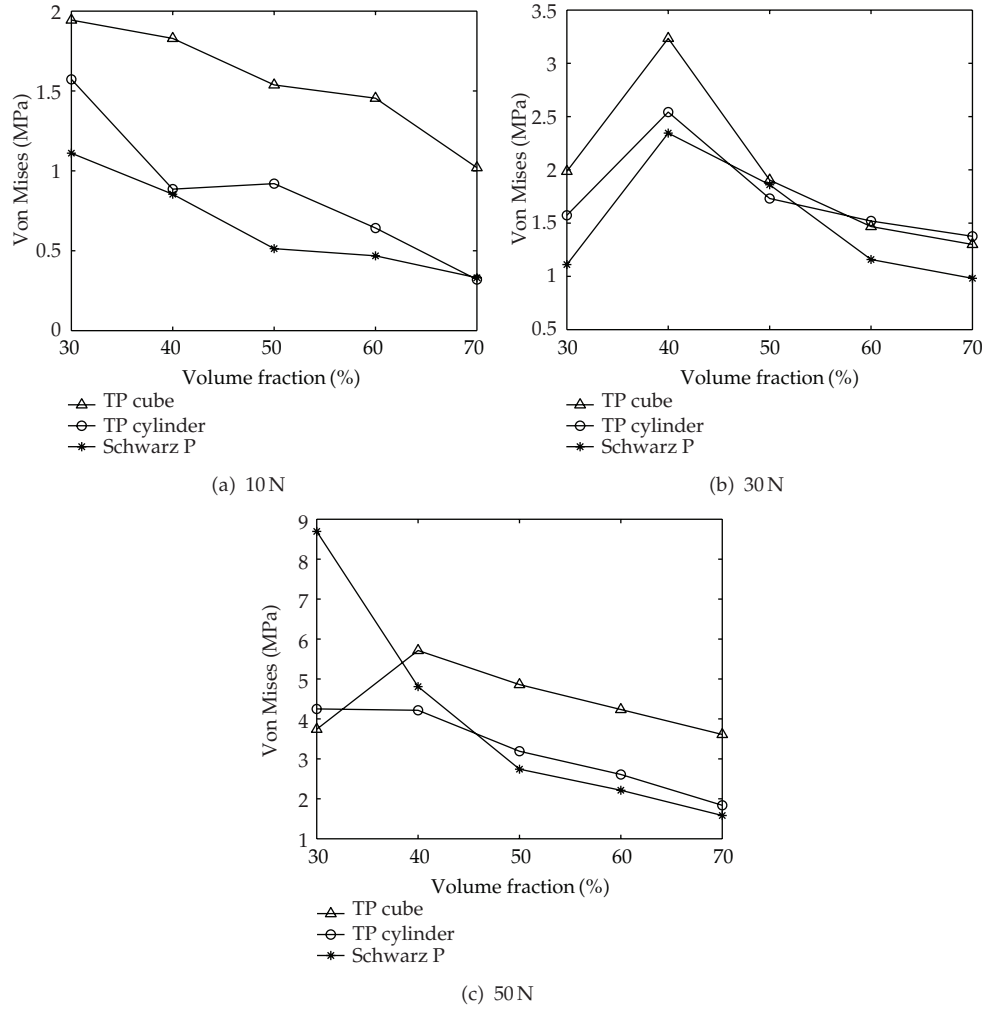 2
1.5
1
0.5
0
Von Mises (MPa)
30 40 50 60 70
Volume fraction (%)
TP cube
TP cylinder
Schwarz P
(a) 10 N
3.5
3
2.5
2
1.5
1
0.5
Von Mises (MPa)
30 40 50 60 70
Volume fraction (%)
TP cube
TP cylinder
Schwarz P
(b) 30 N
9
8
7
6
5
4
3
2
1
Von Mises (MPa)
30 40 50 60 70
Volume fraction (%)
TP cube
TP cylinder
Schwarz P
(c) 50 N